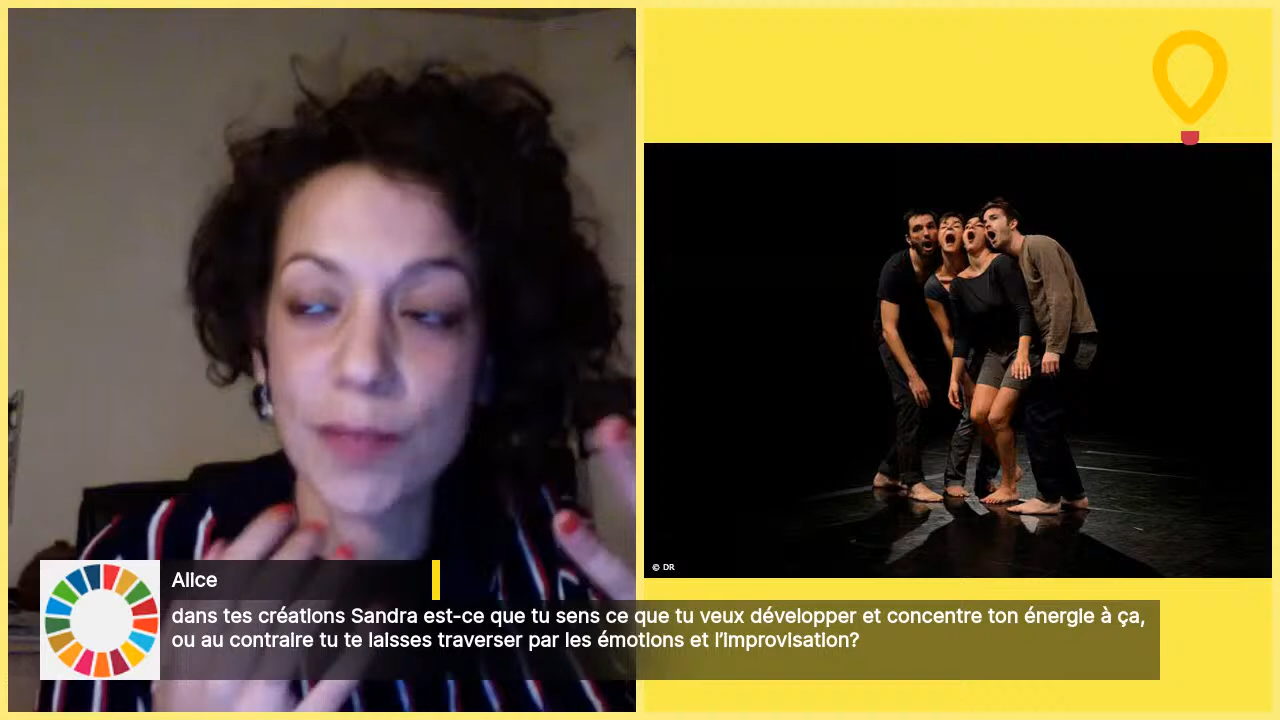 © DR
Alice
dans tes créations Sandra est-ce que tu sens ce que tu veux développer et concentre ton énergie à ça,
ou au contraire tu te laisses traverser par les émotions et l'improvisation?